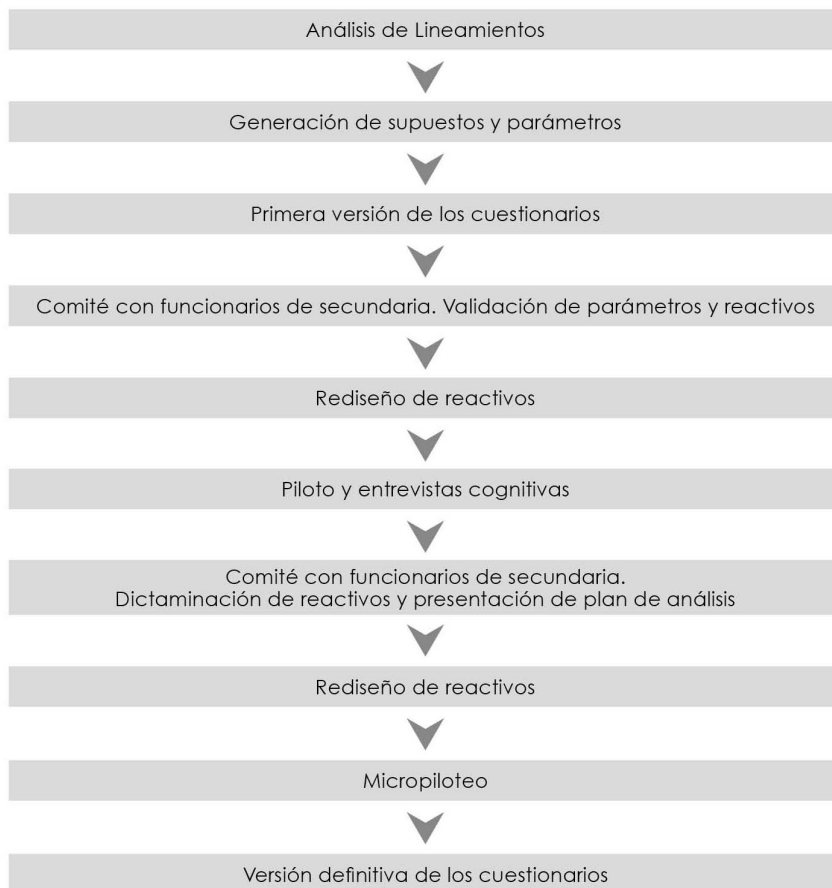 Análisis de Lineamientos
Generación de supuestos y parámetros
Primera versión de los cuestionarios
Comité con funcionarios de secundaria. Validación de parámetros y reactivos
Rediseño de reactivos
Piloto y entrevistas cognitivas
Comité con funcionarios de secundaria.
Dictaminación de reactivos y presentación de plan de análisis
Rediseño de reactivos
Micropiloteo
Versión definitiva de los cuestionarios